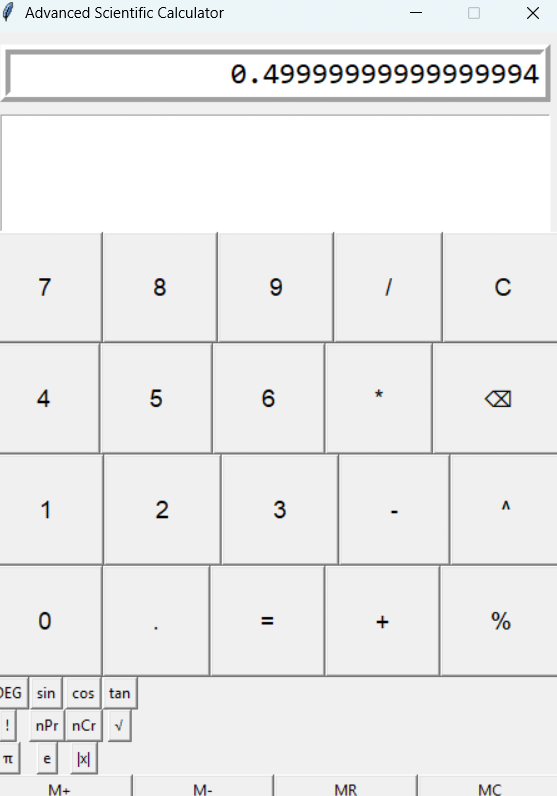 Advanced Scientific Calculator
0.49999999999999994
7 8 9 / C
4 5 6 * ⌫
1 2 3 - ^
0 . = + %
DEG sin cos tan
! nPr nCr √
π e |x|
M+ M- MR MC